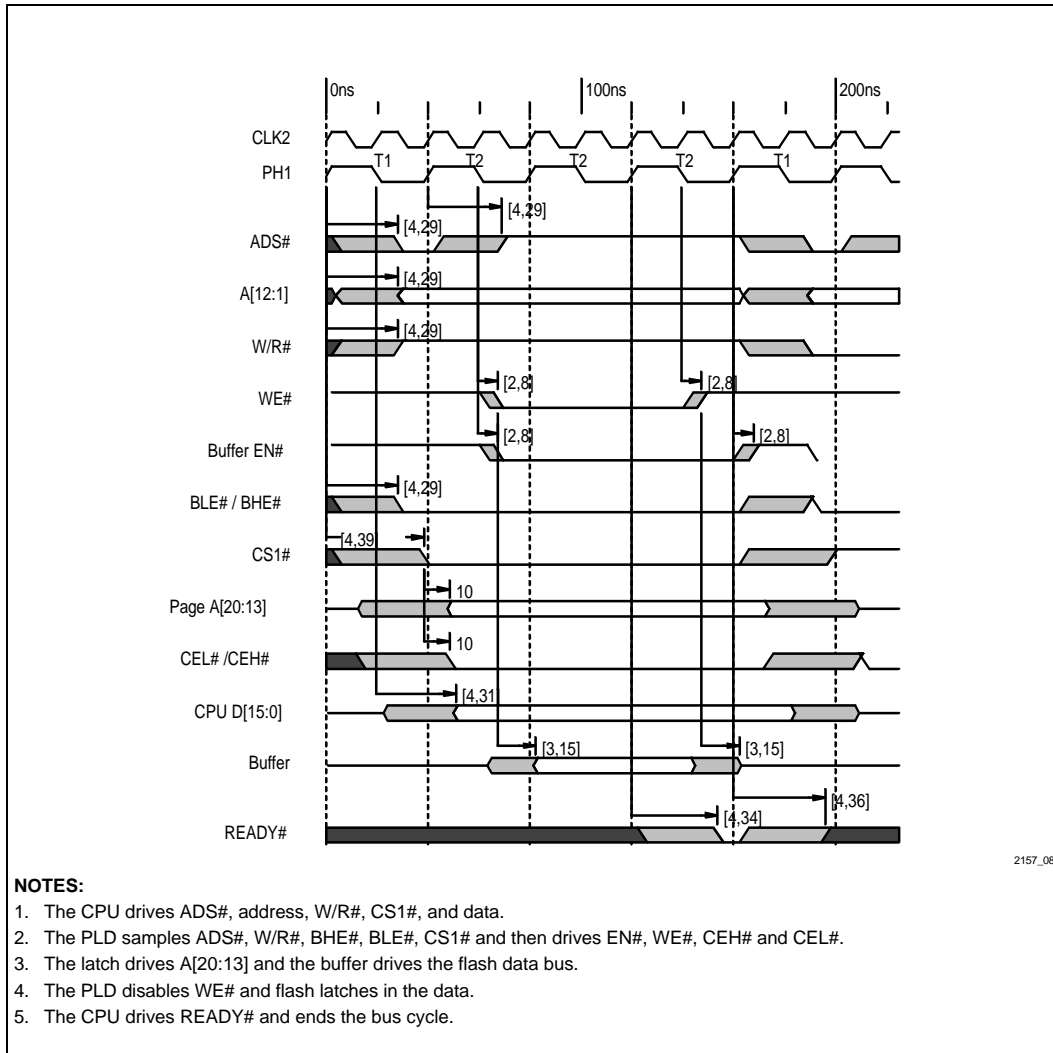 0ns 100ns 200ns
CLK2
T1 T2 T2 T2 T1
PH1
[4,29]
[4,29]
ADS#
[4,29]
A[12:1]
[4,29]
W/R#
[2,8] [2,8]
WE#
[2,8] [2,8]
Buffer EN#
[4,29]
BLE# / BHE#
[4,39]
CS1#
10
Page A[20:13]
10
CEL# /CEH#
[4,31]
CPU D[15:0]
[3,15] [3,15]
Buffer
[4,36]
[4,34]
READY#
2157_08
NOTES:
1. The CPU drives ADS#, address, W/R#, CS1#, and data.
2. The PLD samples ADS#, W/R#, BHE#, BLE#, CS1# and then drives EN#, WE#, CEH# and CEL#.
3. The latch drives A[20:13] and the buffer drives the flash data bus.
4. The PLD disables WE# and flash latches in the data.
5. The CPU drives READY# and ends the bus cycle.